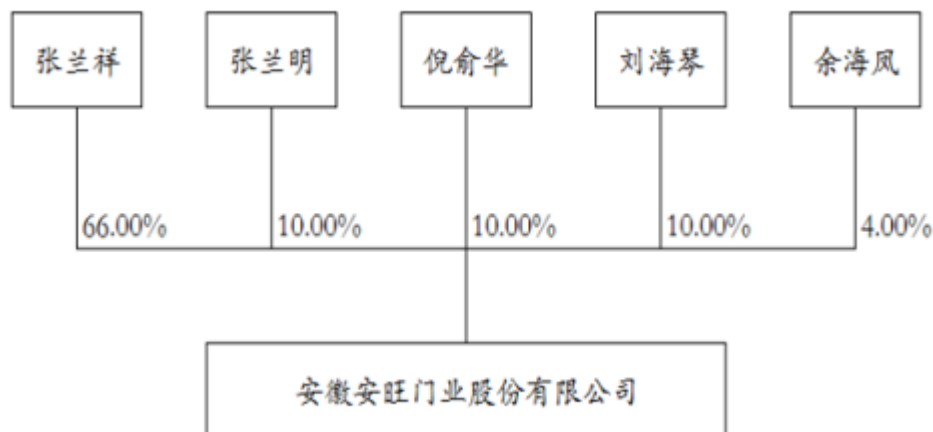 张兰祥 张兰明 倪俞华 刘海琴 余海凤
66.00% 10.00% 10.00% 10.00% 4.00%
安徽安旺门业股份有限公司